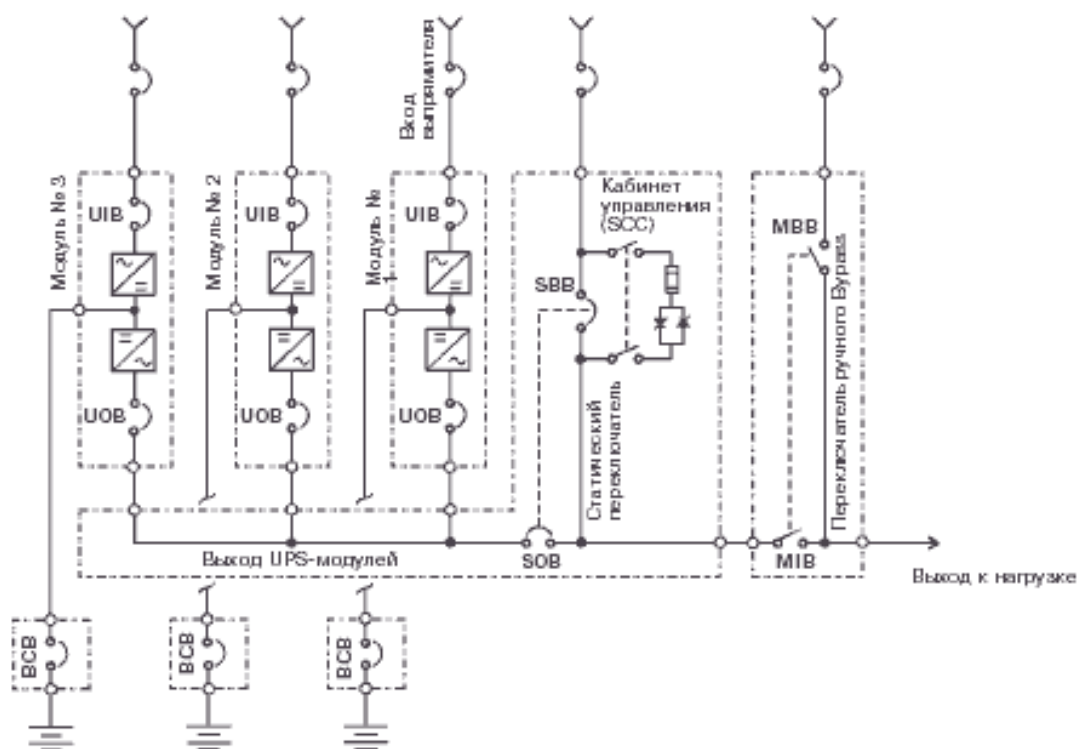 Вход
выпрямителя
Модуль № 3
Модуль № 2
Модуль №
1
UIB
UIB
UIB
Кабинет
управления
(SCC)
MBB
SBB
UOB
UOB
UOB
Статический
переключатель
Переключатель ручного Bypass
Выход UPS-модулей
SOB
MIB
Выход к нагрузке
BCB
BCB
BCB